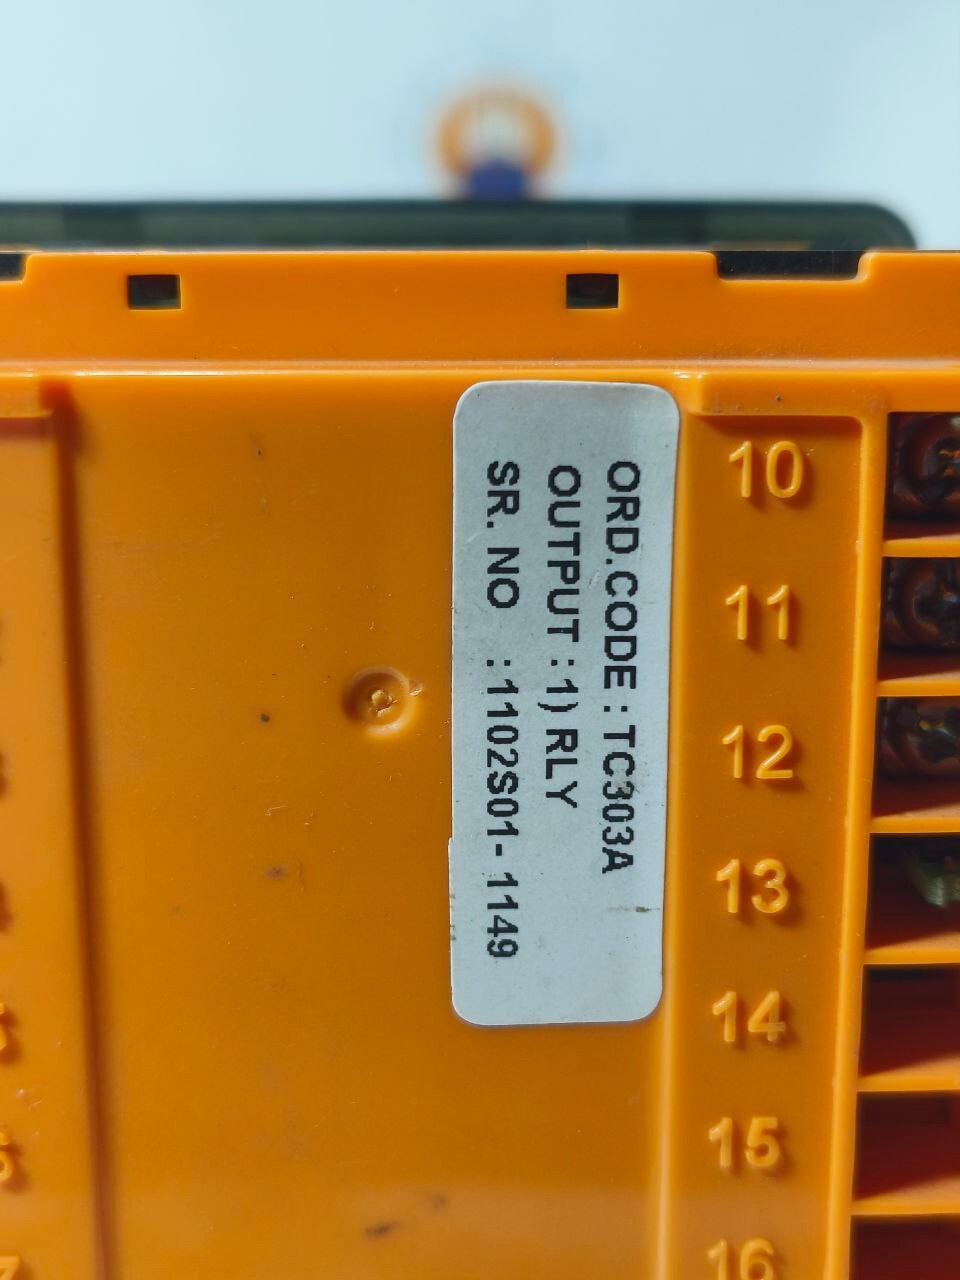 ORD.CODE : TC303A
OUTPUT : 1) RLY
SR. NO : 1102S01- 1149
10
11
12
13
14
15
16